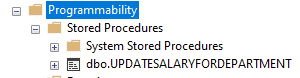 Programmability
Stored Procedures
System Stored Procedures
dbo.UPDATESALARYFORDEPARTMENT